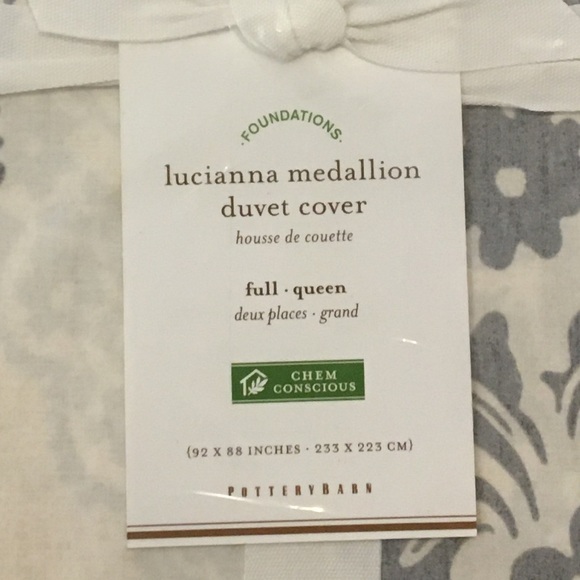 ·FOUNDATIONS·
lucianna medallion
duvet cover
housse de couette
full · queen
deux places · grand
CHEM
CONSCIOUS
(92 X 88 INCHES · 233 X 223 CM)
POTTERYBARN